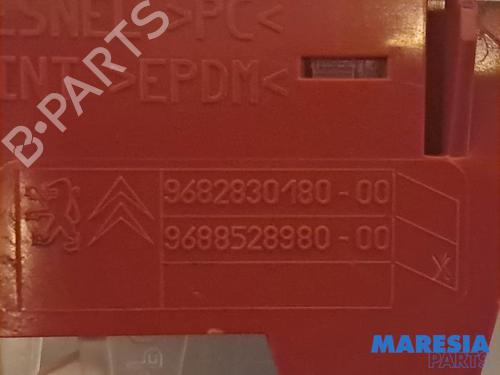 >PC<
>EPDM<
9682830180-00
9688528980-00
B-PARTS
MARESIA
PARTS